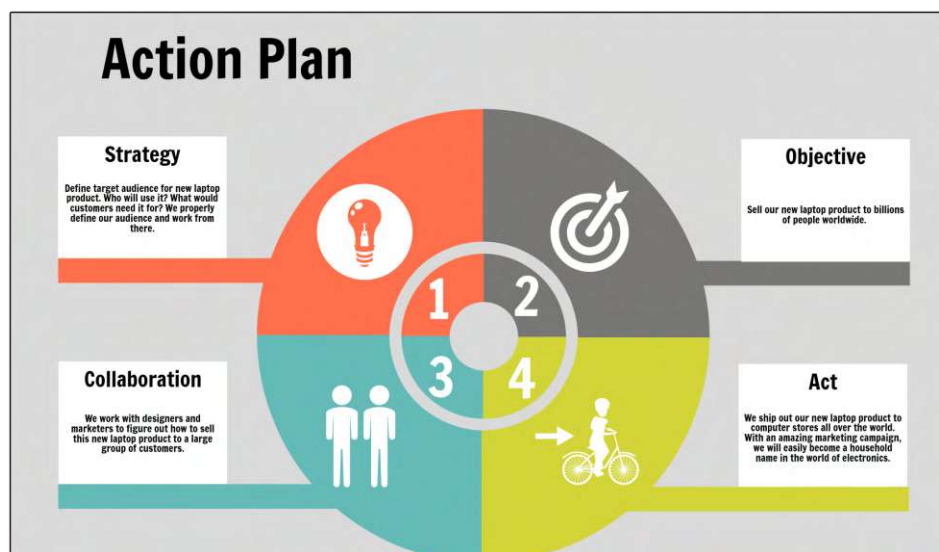 Action Plan
Strategy
Define target audience for new laptop
product. Who will use it? What would
customers need it for? We properly
define our audience and work from
there.
Objective
Sell our new laptop product to billions
of people worldwide.
1
2
3
4
Collaboration
We work with designers and
marketers to figure out how to sell
this new laptop product to a large
group of customers.
Act
We ship out our new laptop product to
computer stores all over the world.
With an amazing marketing campaign,
we will easily become a household
name in the world of electronics.